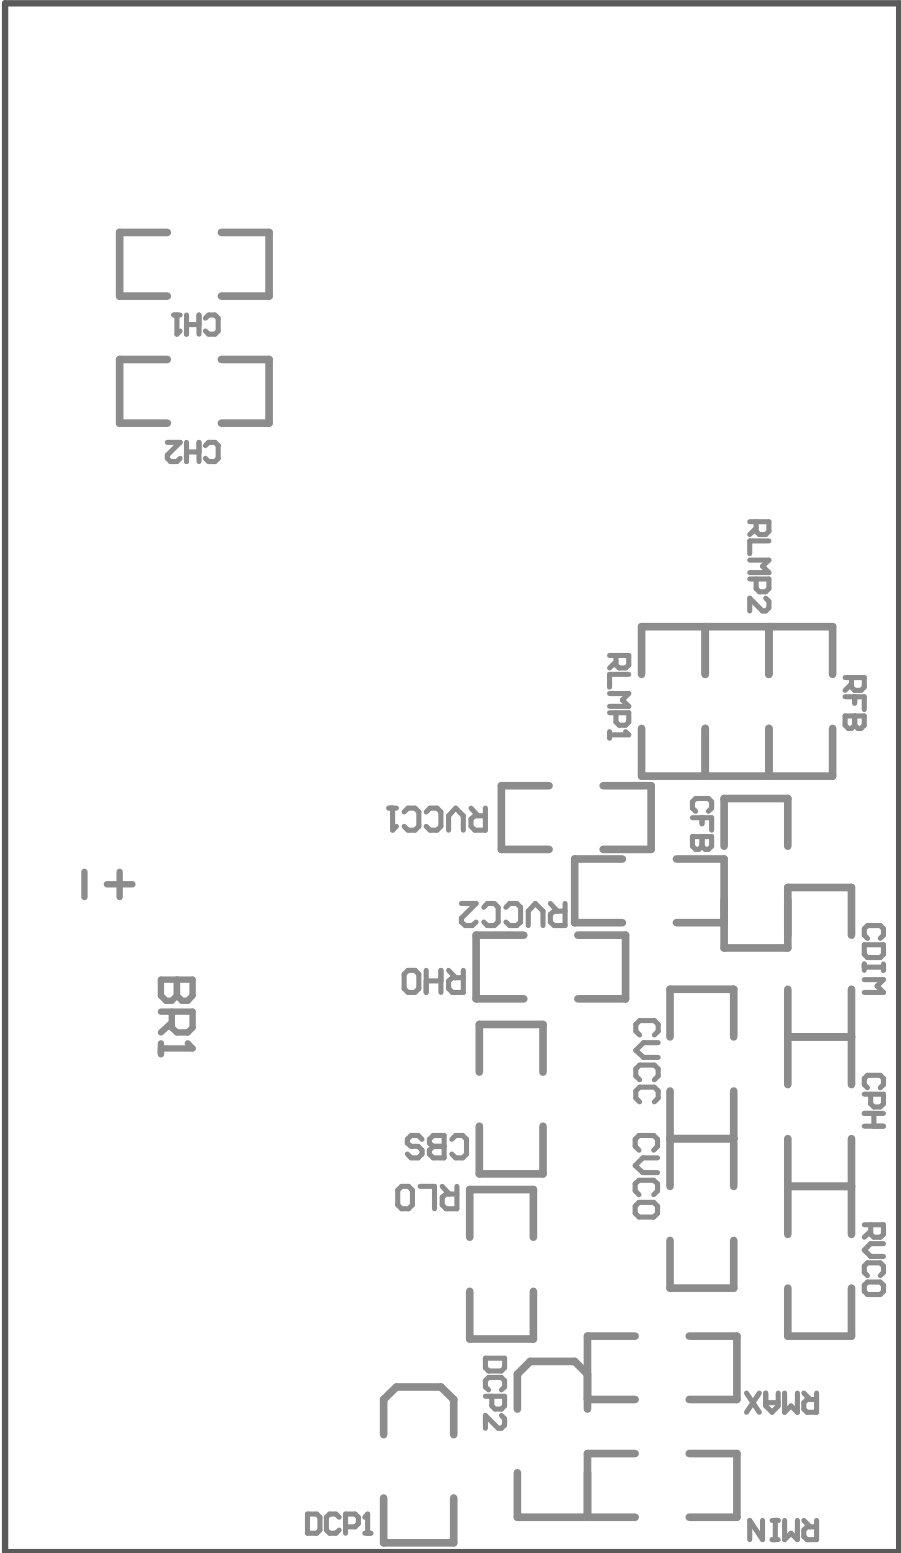 CH1
CH2
RLMP2
RLMP1
RFB
RVCC1
CFB
- +
RVCC2
CDIM
RHO
BR1
CVCC
CPH
CBS
CVCO
RLO
RVCO
DCP2
RMAX
DCP1
RMIN